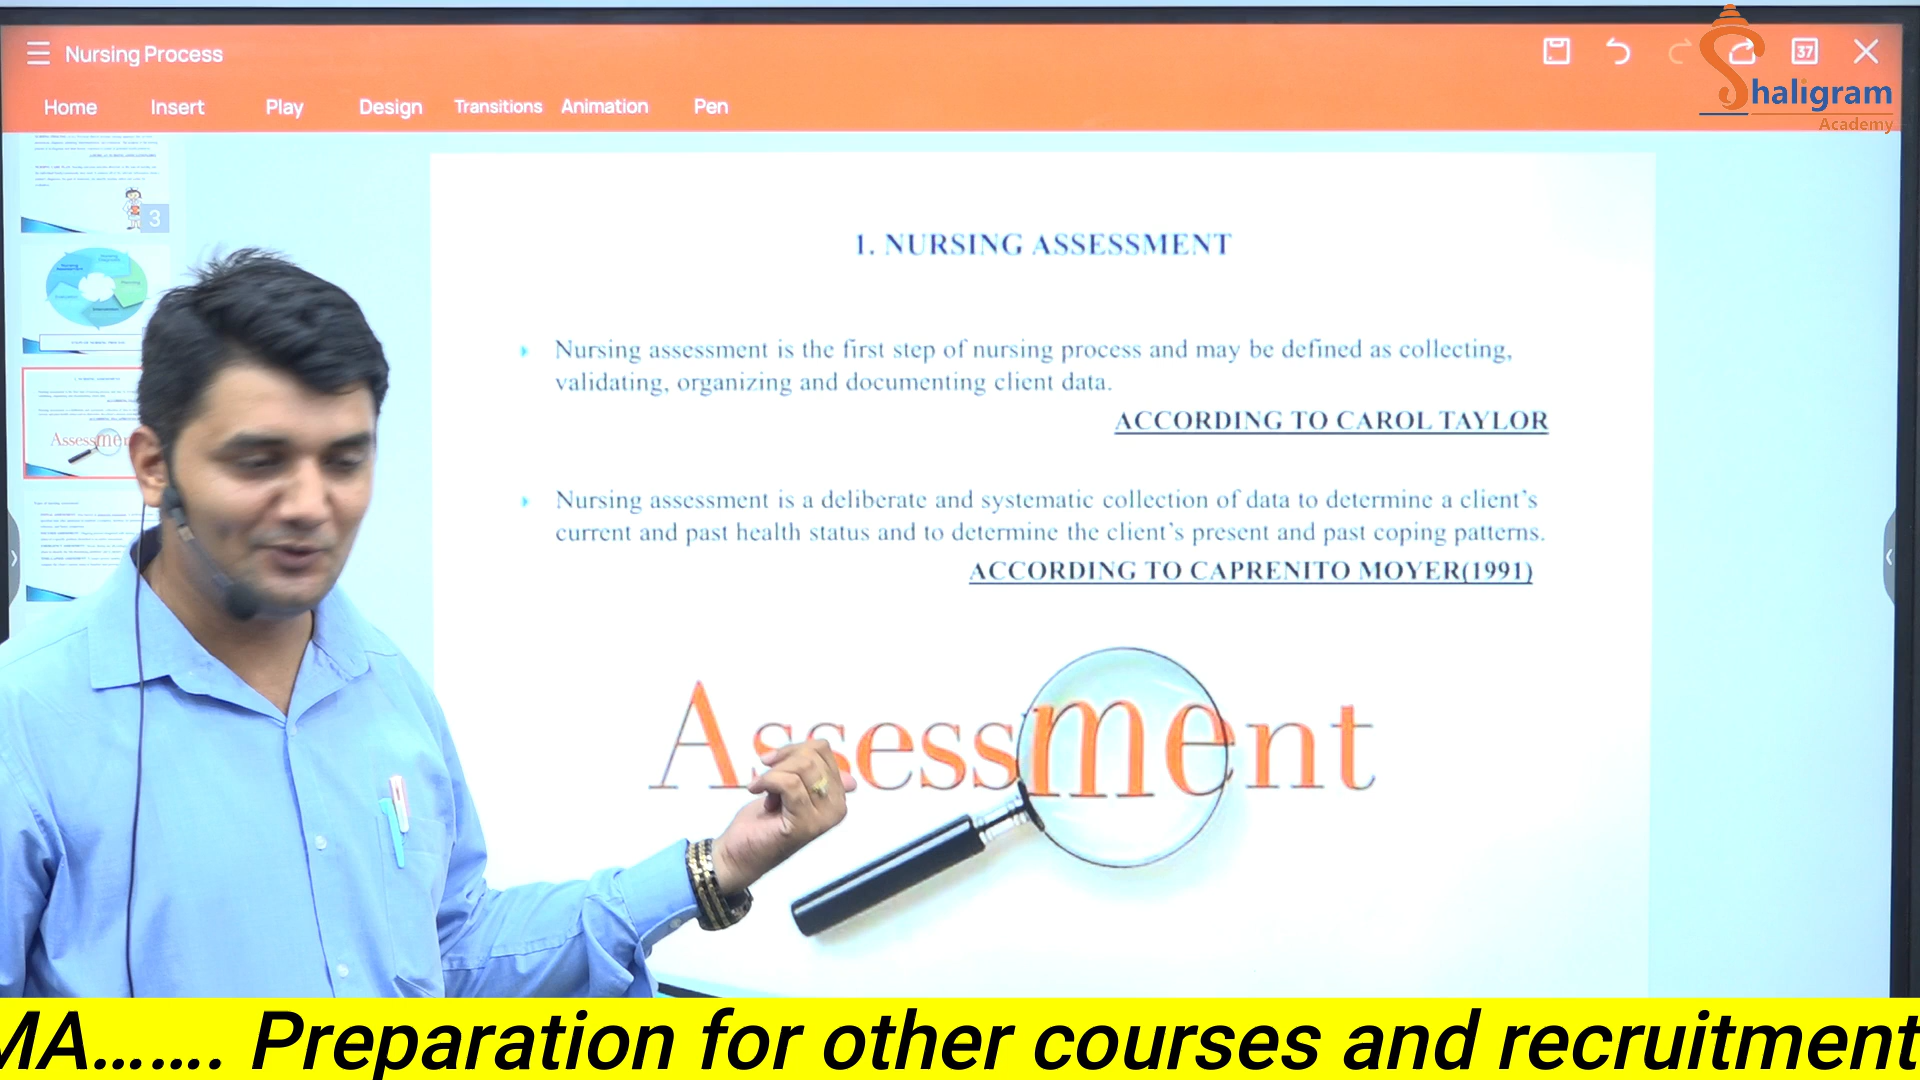 Nursing Process
37
Shaligram
Academy
Home Insert Play Design Transitions Animation Pen
3
1. NURSING ASSESSMENT
Nursing assessment is the first step of nursing process and may be defined as collecting,
validating, organizing and documenting client data.
ACCORDING TO CAROL TAYLOR
Nursing assessment is a deliberate and systematic collection of data to determine a client's
current and past health status and to determine the client's present and past coping patterns.
ACCORDING TO CAPRENITO MOYER(1991)
Assessment
MA....... Preparation for other courses and recruitment